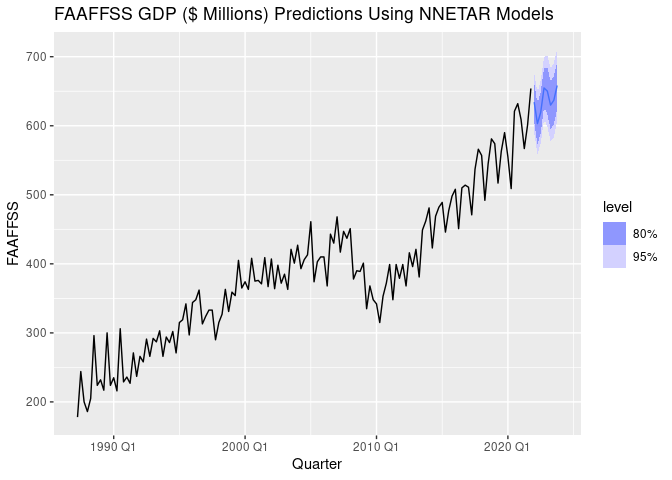 FAAFFSS GDP ($ Millions) Predictions Using NNETAR Models
700
600
500
400
300
200
FAAFFSS
1990 Q1
2000 Q1
2010 Q1
2020 Q1
Quarter
level
80%
95%